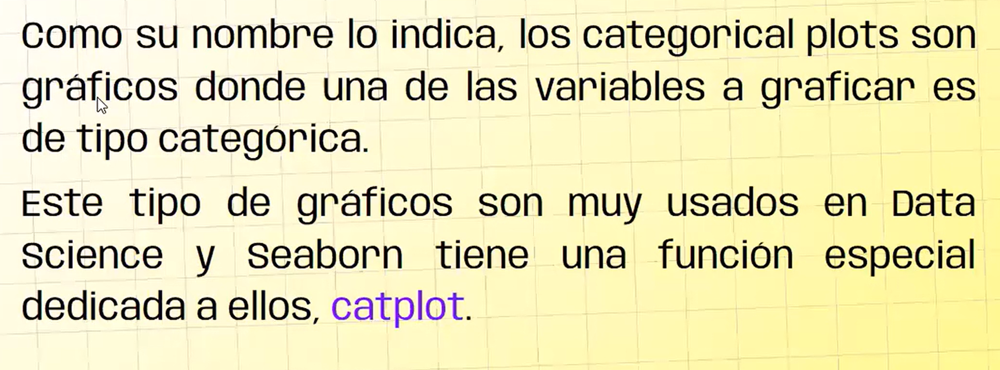 Como su nombre lo indica, los categorical plots son
gráficos donde una de las variables a graficar es
de tipo categórica.
Este tipo de gráficos son muy usados en Data
Science y Seaborn tiene una función especial
dedicada a ellos, catplot.